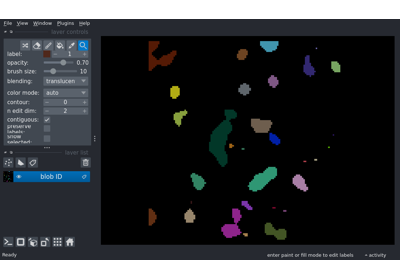 File View Window Plugins Help
layer controls
label: 1
opacity: 0.70
brush size: 10
blending: translucen
color mode: auto
contour: 0
n edit dim: 2
contiguous:
preserve labels:
show selected:
layer list
blob ID
Ready
enter paint or fill mode to edit labels
activity